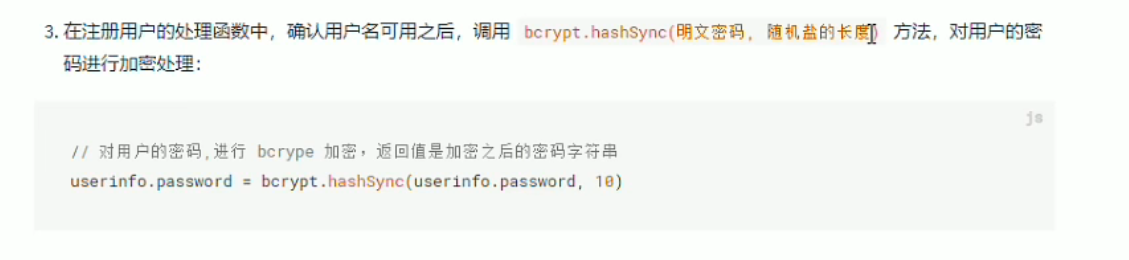 3. 在注册用户的处理函数中，确认用户名可用之后，调用 bcrypt.hashSync(明文密码, 随机盐的长度) 方法，对用户的密
码进行加密处理：
js
// 对用户的密码,进行 bcrype 加密，返回值是加密之后的密码字符串
userinfo.password = bcrypt.hashSync(userinfo.password, 10)